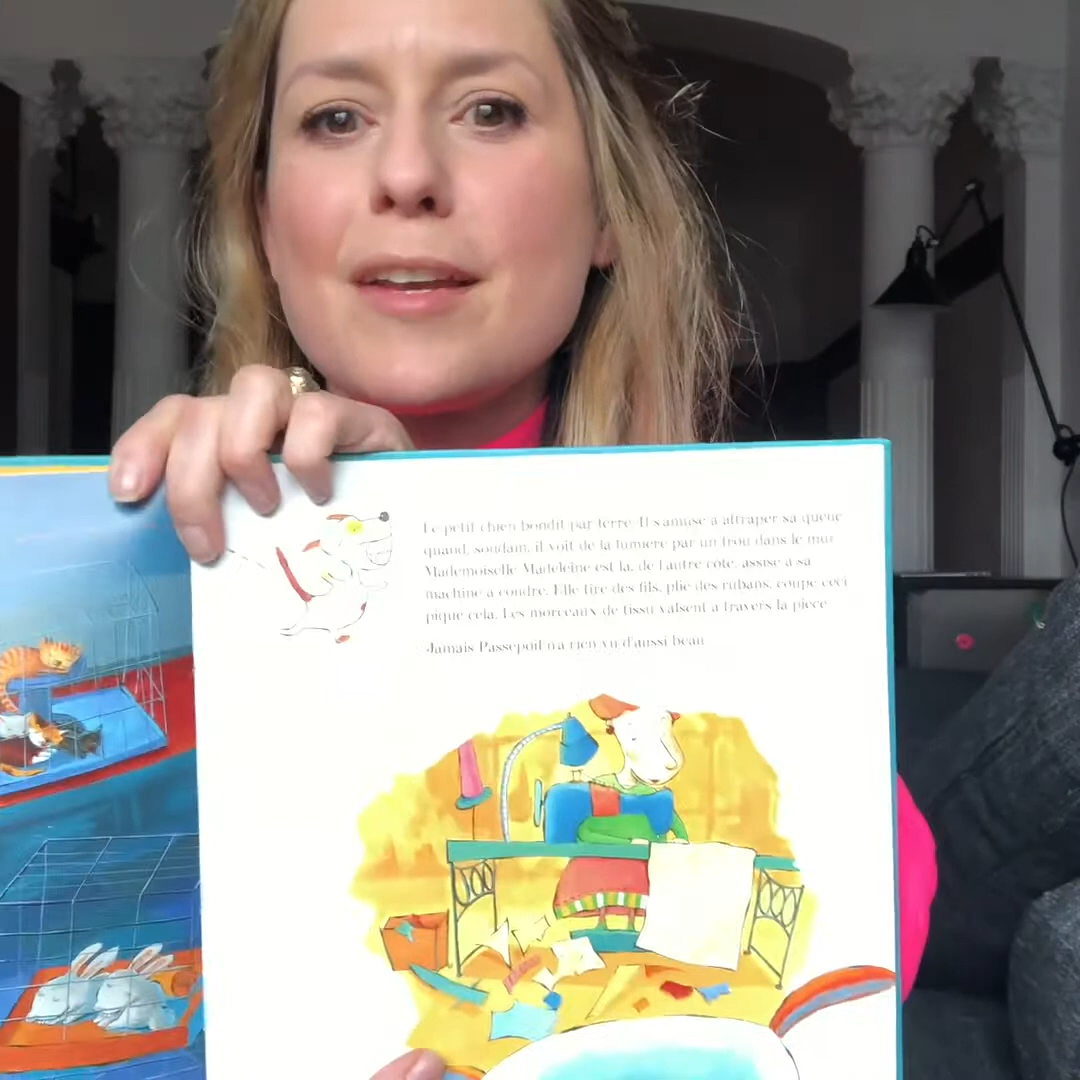 Le petit chien bondit par terre. Il s'amuse à attraper sa queue
quand, soudain, il voit de la lumière par un trou dans le mur.
Mademoiselle Madeleine est là, de l'autre côté, assise à sa
machine à coudre. Elle tire des fils, plie des rubans, coupe ceci
pique cela. Les morceaux de tissu valsent à travers la pièce.
Jamais Passepoil n'a rien vu d'aussi beau